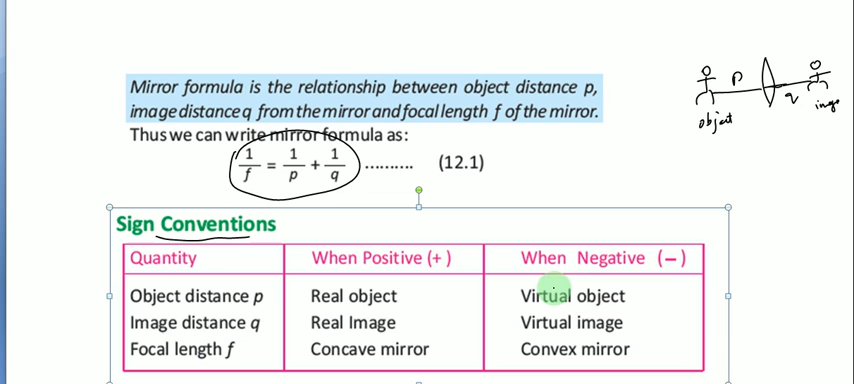 Mirror formula is the relationship between object distance p,
image distance q from the mirror and focal length f of the mirror.
Thus we can write mirror formula as:
1/f = 1/p + 1/q .......... (12.1)
p
q
object
image
Sign Conventions
Quantity When Positive (+) When Negative (−)
Object distance p Real object Virtual object
Image distance q Real Image Virtual image
Focal length f Concave mirror Convex mirror